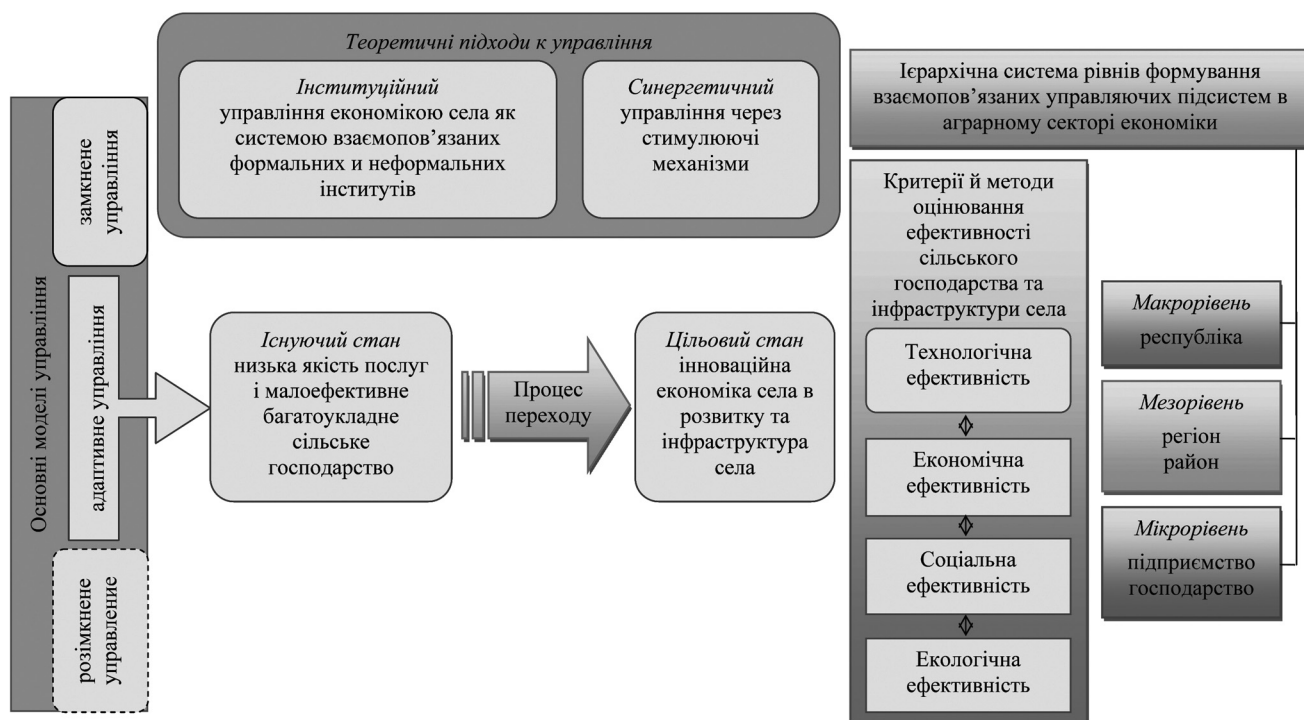 Теоретичні підходи к управління
Інституційний
управління економікою села як
системою взаємопов’язаних
формальних и неформальних
інститутів
Синергетичний
управління через
стимулюючі
механізми
Ієрархічна система рівнів формування
взаємопов’язаних управляючих підсистем в
аграрному секторі економіки
Основні моделі управління
замкнене
управління
адаптивне управління
розімкнене
управление
Існуючий стан
низька якість послуг
і малоефективне
багатоукладне
сільське
господарство
Процес
переходу
Цільовий стан
інноваційна
економіка села в
розвитку та
інфраструктура
села
Критерії й методи
оцінювання
ефективності
сільського
господарства та
інфраструктури села
Технологічна
ефективність
Економічна
ефективність
Соціальна
ефективність
Екологічна
ефективність
Макрорівень
республіка
Мезорівень
регіон
район
Мікрорівень
підприємство
господарство